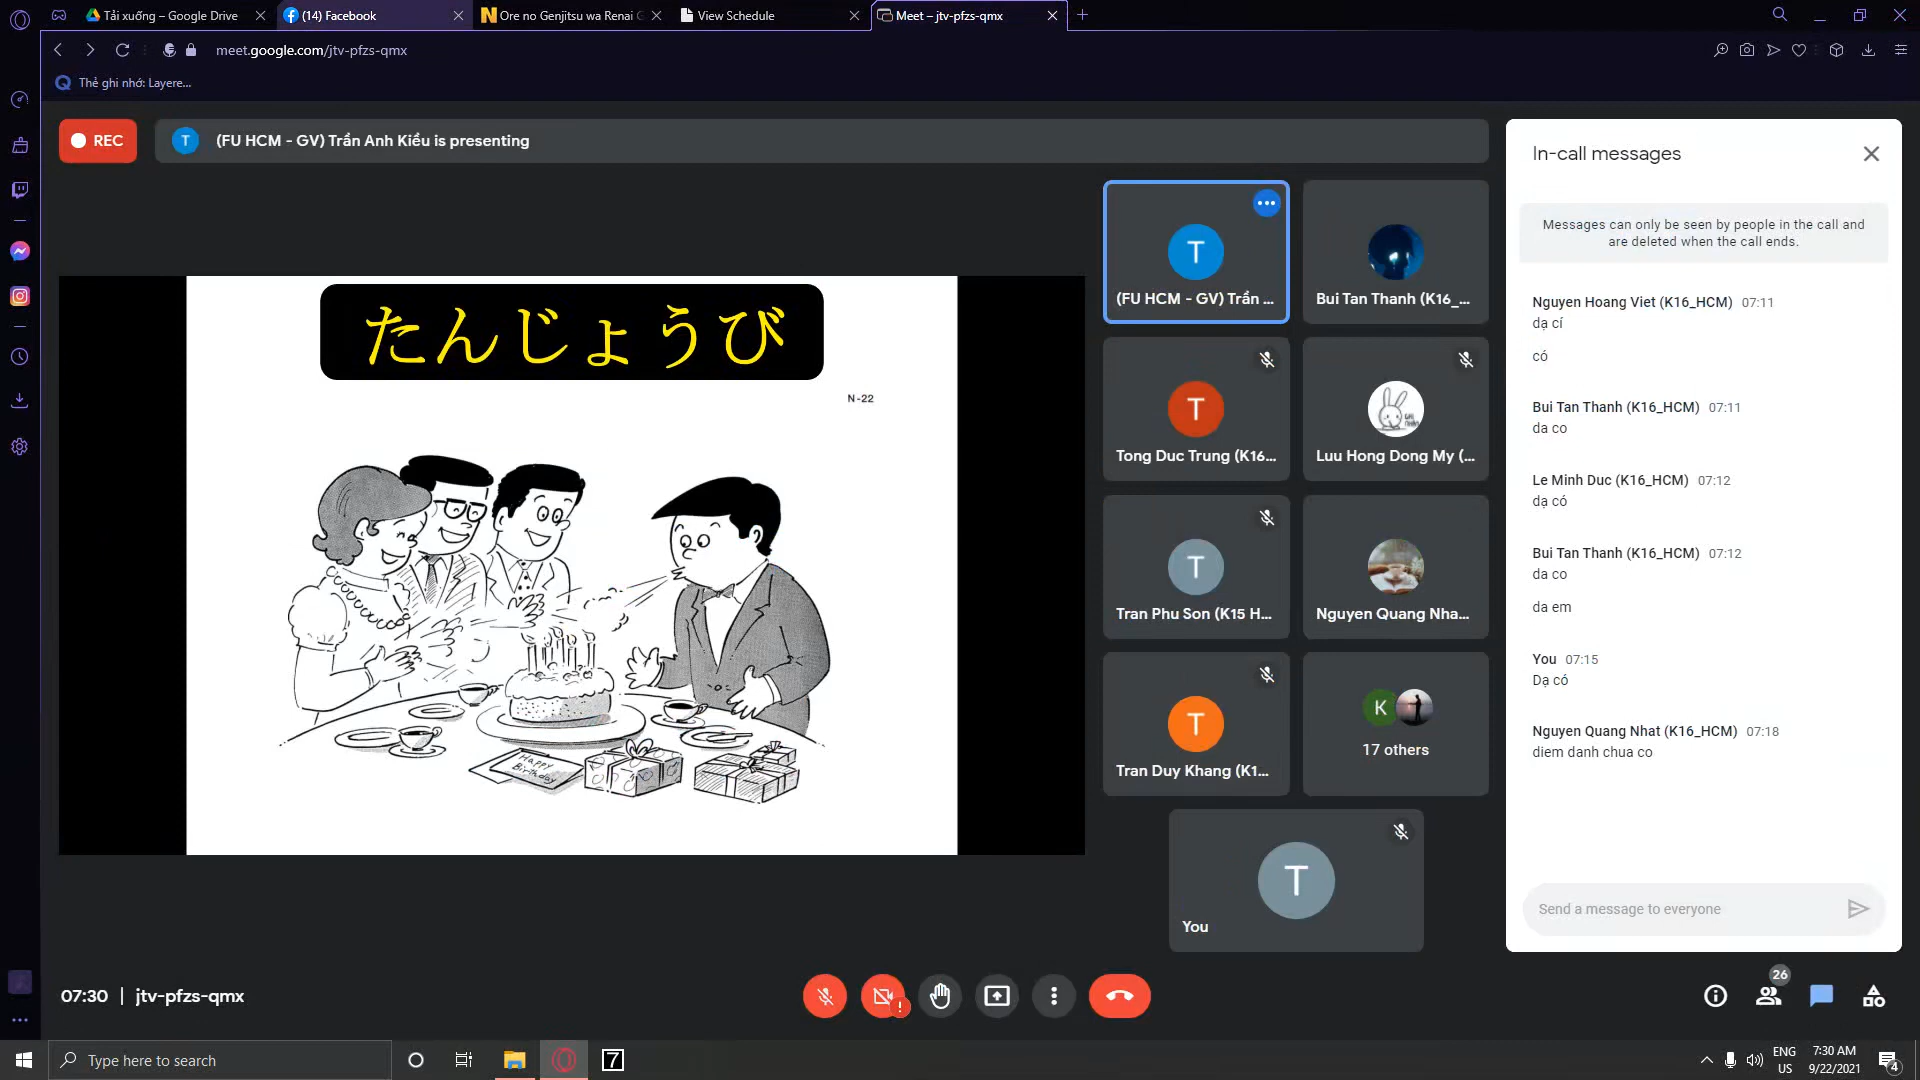 Tải xuống – Google Drive
(14) Facebook
Ore no Genjitsu wa Renai G
View Schedule
Meet – jtv-pfzs-qmx
meet.google.com/jtv-pfzs-qmx
Thẻ ghi nhớ: Layere...
REC
T
(FU HCM - GV) Trần Anh Kiều is presenting
たんじょうび
N-22
Happy
Birthday
T
(FU HCM - GV) Trần ...
Bui Tan Thanh (K16_...
T
Tong Duc Trung (K16...
Luu Hong Dong My (...
T
Tran Phu Son (K15 H...
Nguyen Quang Nha...
T
Tran Duy Khang (K1...
K
17 others
T
You
In-call messages
Messages can only be seen by people in the call and
are deleted when the call ends.
Nguyen Hoang Viet (K16_HCM) 07:11
dạ cí
có
Bui Tan Thanh (K16_HCM) 07:11
da co
Le Minh Duc (K16_HCM) 07:12
dạ có
Bui Tan Thanh (K16_HCM) 07:12
da co
da em
You 07:15
Dạ có
Nguyen Quang Nhat (K16_HCM) 07:18
diem danh chua co
Send a message to everyone
07:30 | jtv-pfzs-qmx
26
Type here to search
7
ENG
US
7:30 AM
9/22/2021
4